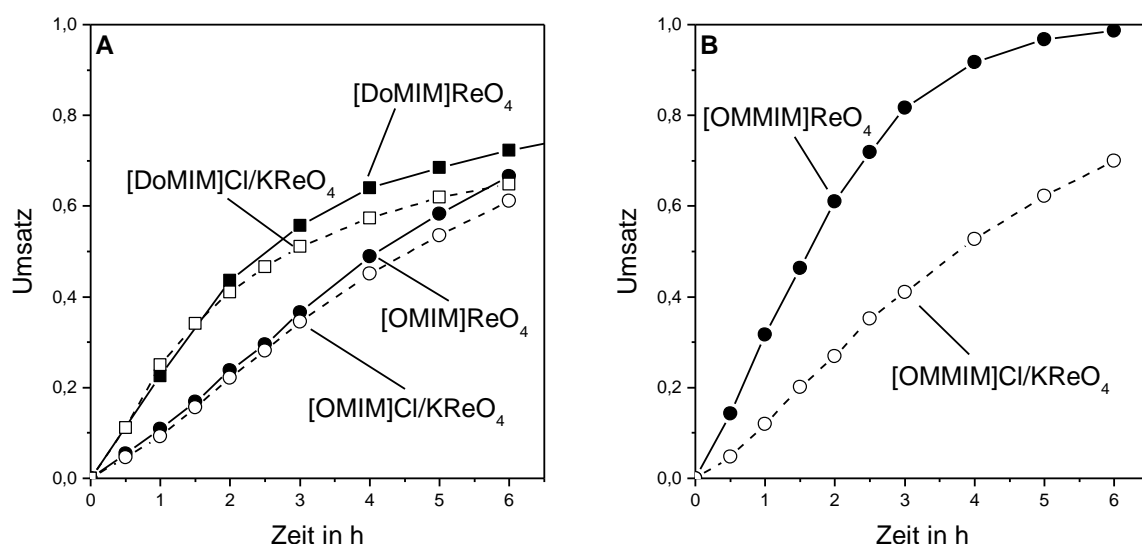 A
1,0
0,8
0,6
0,4
0,2
0,0
Umsatz
[DoMIM]ReO₄
[DoMIM]Cl/KReO₄
[OMIM]ReO₄
[OMIM]Cl/KReO₄
0 1 2 3 4 5 6
Zeit in h
B
1,0
0,8
0,6
0,4
0,2
0,0
Umsatz
[OMMIM]ReO₄
[OMMIM]Cl/KReO₄
0 1 2 3 4 5 6
Zeit in h